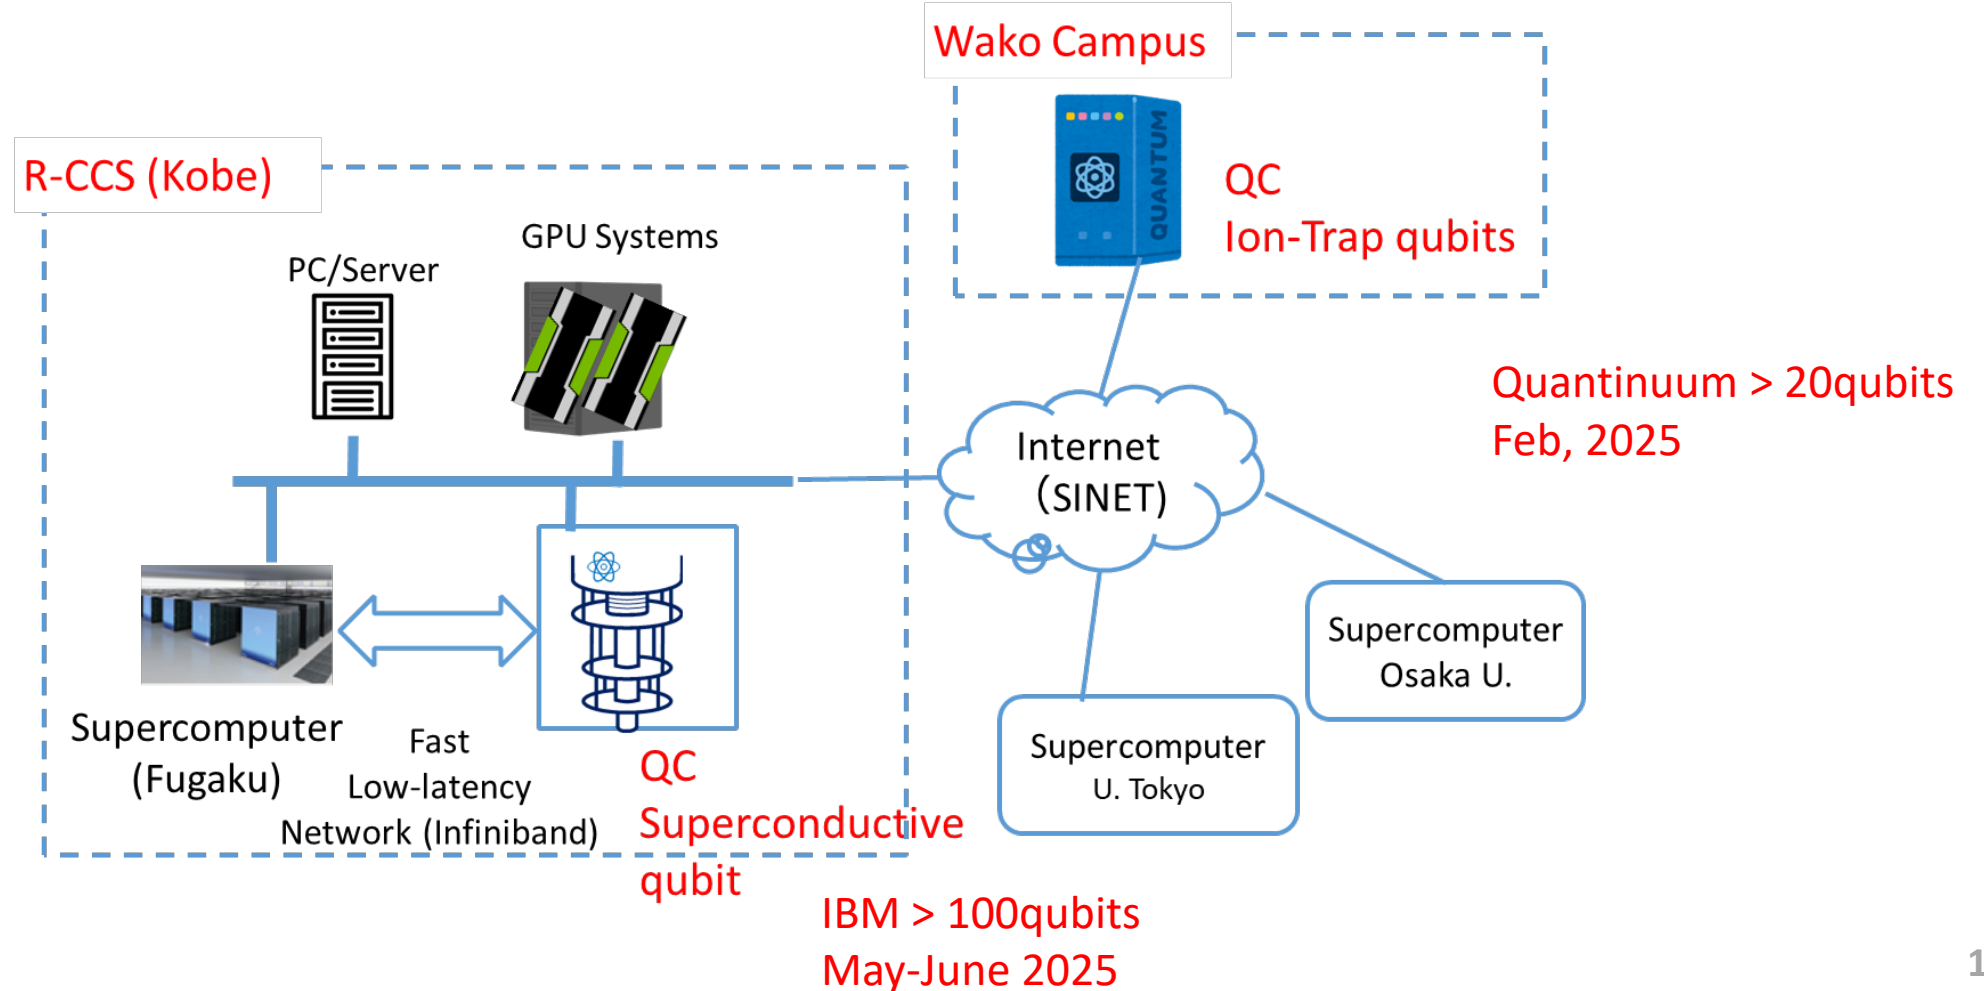 Wako Campus
QUANTUM
QC
Ion-Trap qubits
R-CCS (Kobe)
PC/Server
GPU Systems
Quantinuum > 20qubits
Feb, 2025
Internet
（SINET)
Supercomputer
Osaka U.
Supercomputer
U. Tokyo
Supercomputer
(Fugaku)
Fast
Low-latency
Network (Infiniband)
QC
Superconductive
qubit
IBM > 100qubits
May-June 2025
1